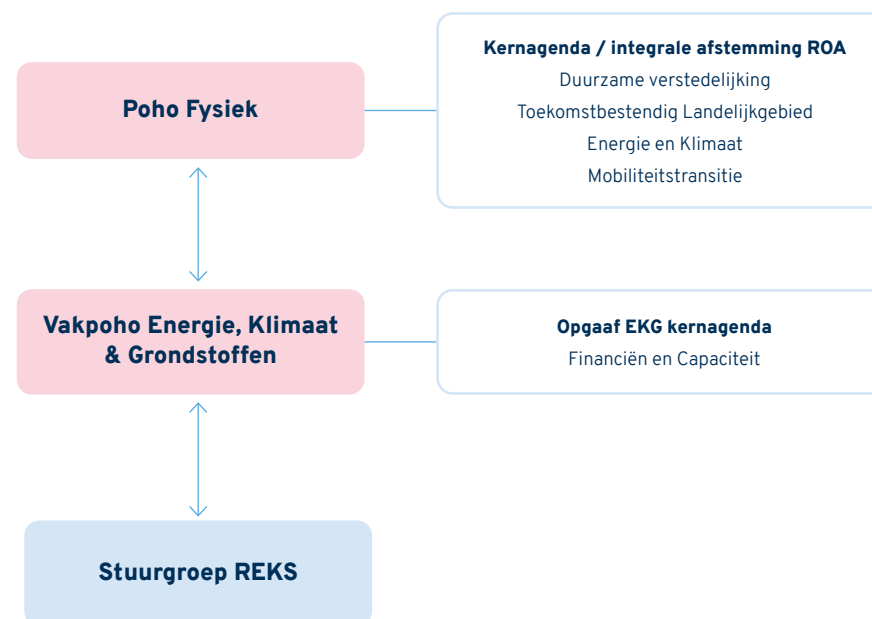 Poho Fysiek
Kernagenda / integrale afstemming ROA
Duurzame verstedelijking
Toekomstbestendig Landelijkgebied
Energie en Klimaat
Mobiliteitstransitie
Vakpoho Energie, Klimaat
& Grondstoffen
Opgaaf EKG kernagenda
Financiën en Capaciteit
Stuurgroep REKS